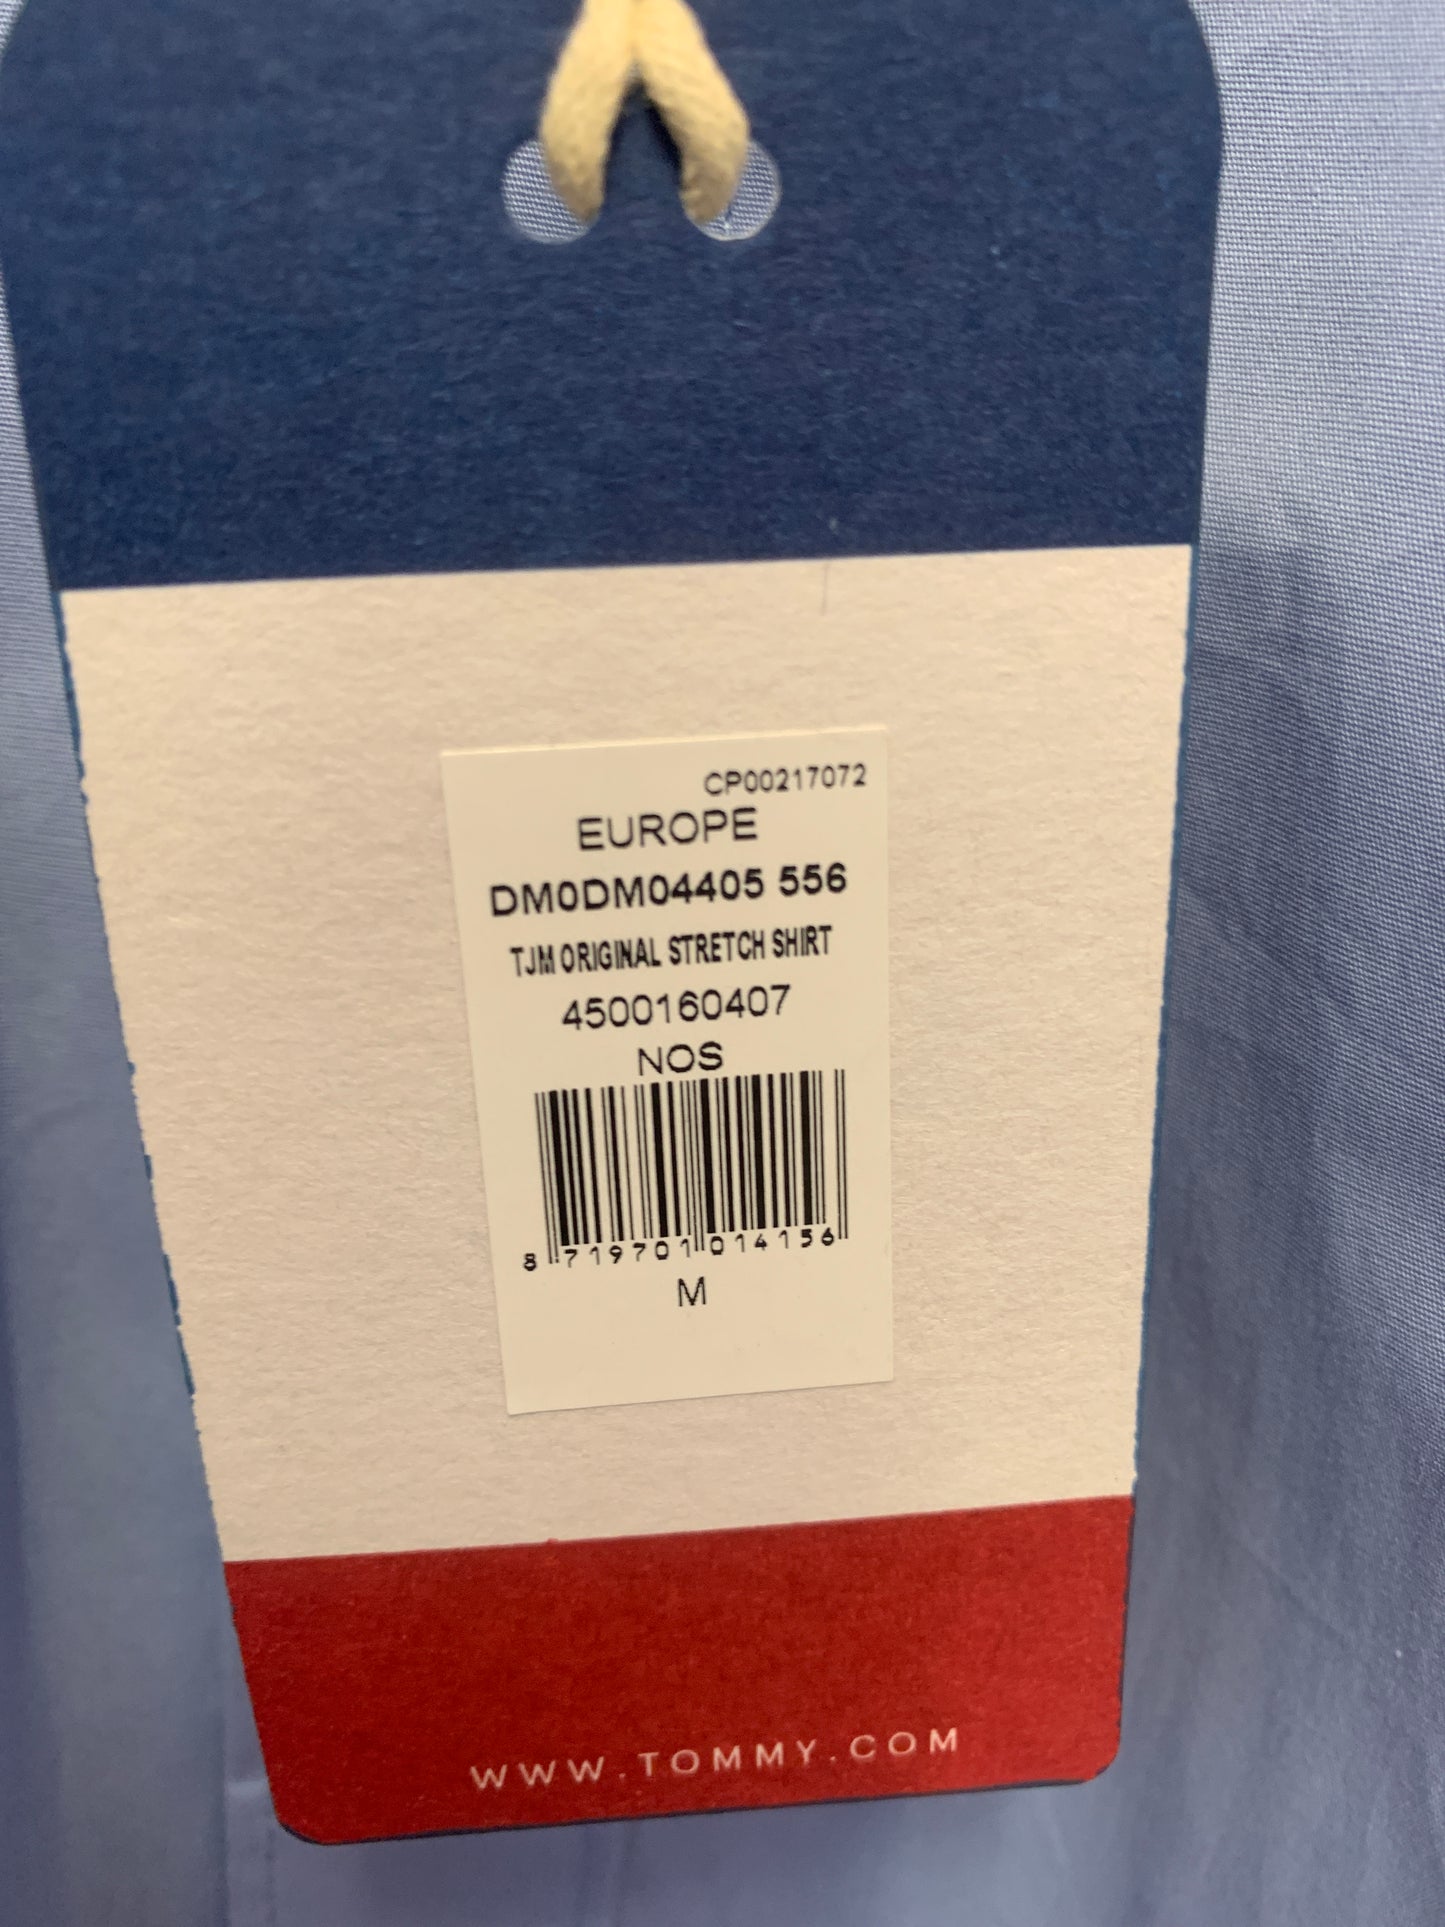 CP00217072
EUROPE
DM0DM04405 556
TJM ORIGINAL STRETCH SHIRT
4500160407
NOS
8 719701 014156
M
WWW.TOMMY.COM